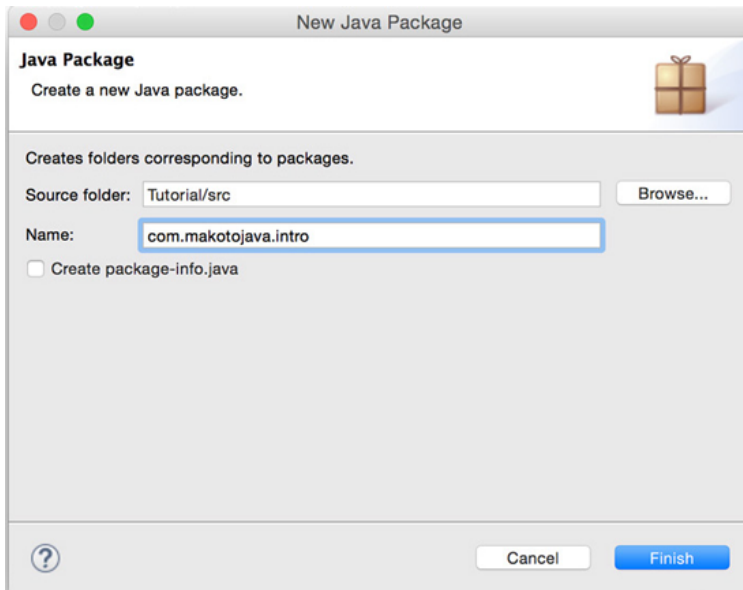 New Java Package
Java Package
Create a new Java package.
Creates folders corresponding to packages.
Source folder: Tutorial/src Browse...
Name: com.makotojava.intro
Create package-info.java
? Cancel Finish